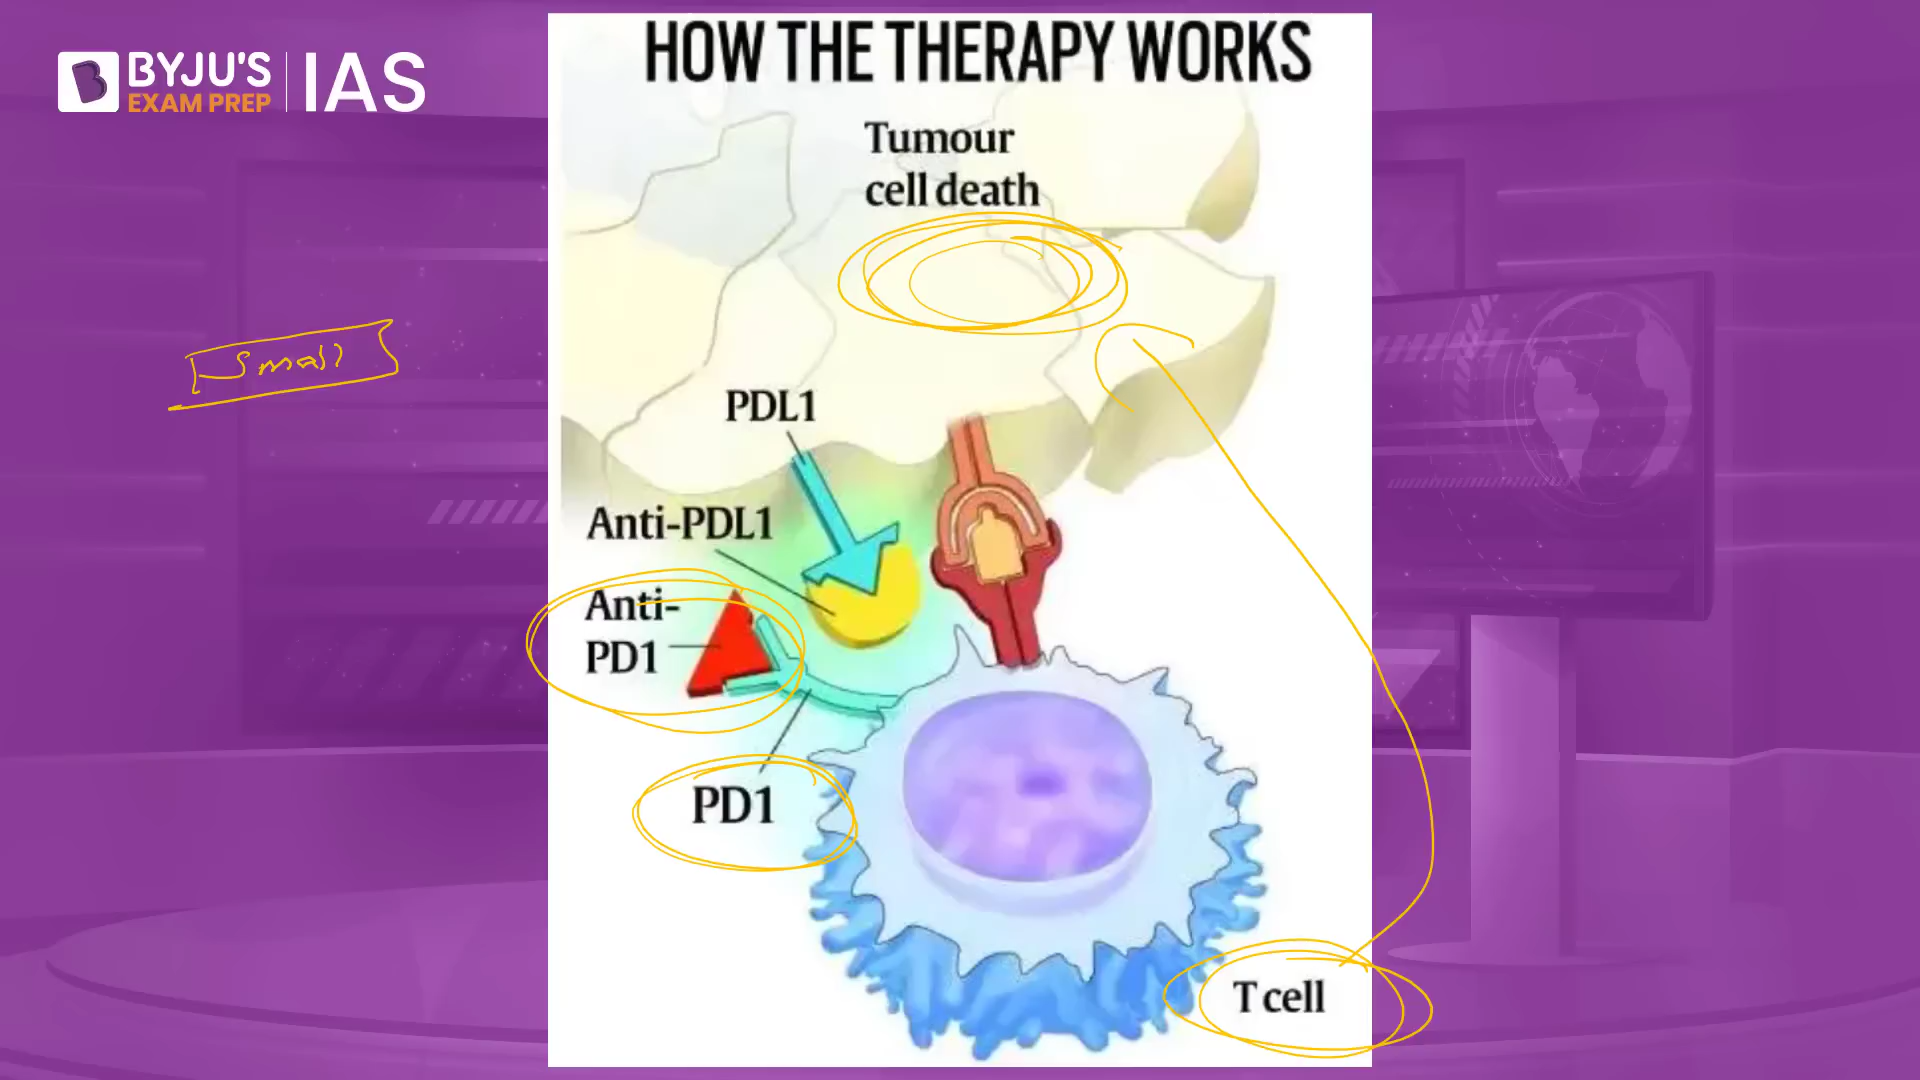 BYJU'S
EXAM PREP
IAS
HOW THE THERAPY WORKS
Tumour
cell death
Small
PDL1
Anti-PDL1
Anti-
PD1
PD1
T cell